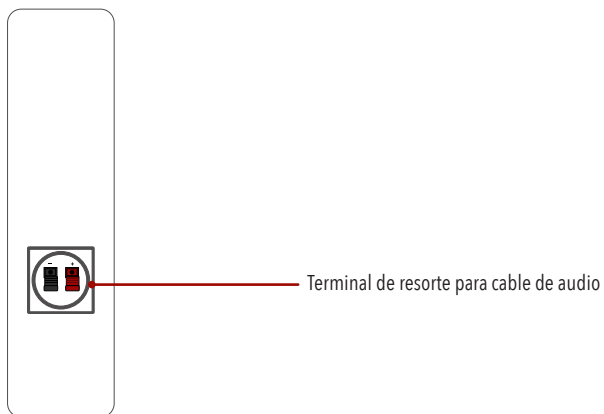 - +
Terminal de resorte para cable de audio